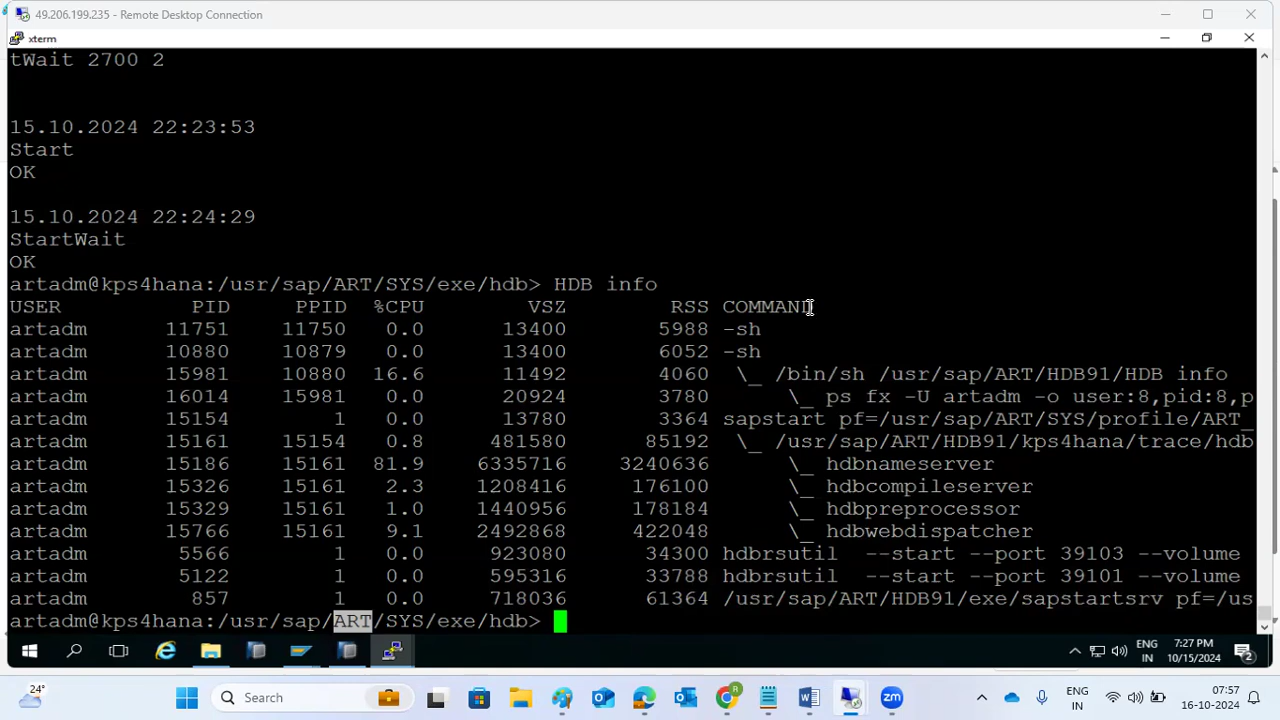 49.206.199.235 - Remote Desktop Connection
xterm
tWait 2700 2
15.10.2024 22:23:53
Start
OK
15.10.2024 22:24:29
StartWait
OK
artadm@kps4hana:/usr/sap/ART/SYS/exe/hdb> HDB info
USER PID PPID %CPU VSZ RSS COMMAND
artadm 11751 11750 0.0 13400 5988 -sh
artadm 10880 10879 0.0 13400 6052 -sh
artadm 15981 10880 16.6 11492 4060 \_ /bin/sh /usr/sap/ART/HDB91/HDB info
artadm 16014 15981 0.0 20924 3780 \_ ps fx -U artadm -o user:8,pid:8,p
artadm 15154 1 0.0 13780 3364 sapstart pf=/usr/sap/ART/SYS/profile/ART_
artadm 15161 15154 0.8 481580 85192 \_ /usr/sap/ART/HDB91/kps4hana/trace/hdb
artadm 15186 15161 81.9 6335716 3240636 \_ hdbnameserver
artadm 15326 15161 2.3 1208416 176100 \_ hdbcompileserver
artadm 15329 15161 1.0 1440956 178184 \_ hdbpreprocessor
artadm 15766 15161 9.1 2492868 422048 \_ hdbwebdispatcher
artadm 5566 1 0.0 923080 34300 hdbrsutil --start --port 39103 --volume
artadm 5122 1 0.0 595316 33788 hdbrsutil --start --port 39101 --volume
artadm 857 1 0.0 718036 61364 /usr/sap/ART/HDB91/exe/sapstartsrv pf=/us
artadm@kps4hana:/usr/sap/ART/SYS/exe/hdb>
ENG
IN
7:27 PM
10/15/2024
2
24°
Search
ENG
IN
07:57
16-10-2024